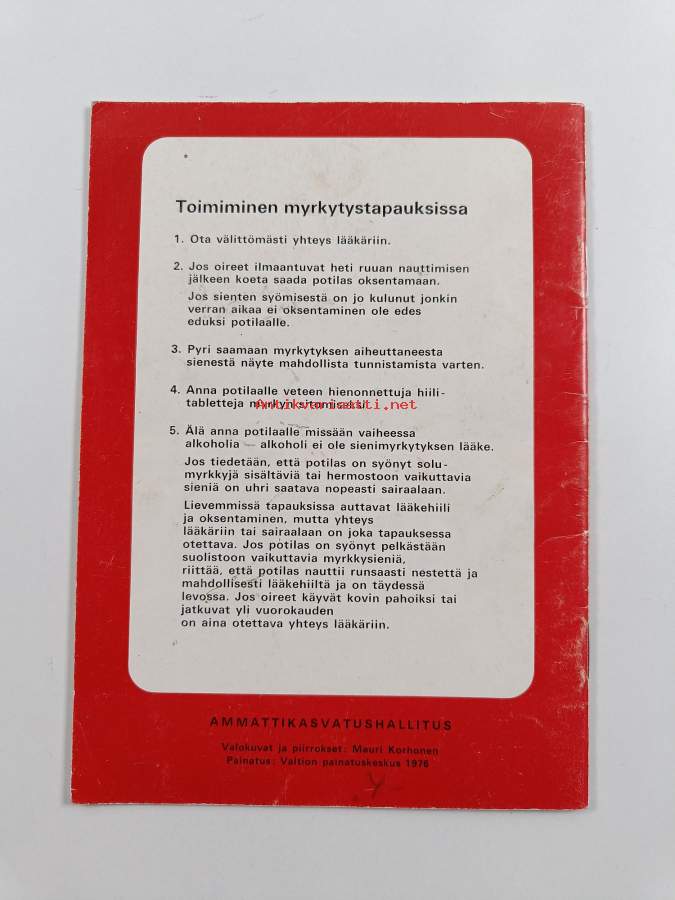 Toimiminen myrkytystapauksissa
1. Ota välittömästi yhteys lääkäriin.
2. Jos oireet ilmaantuvat heti ruuan nauttimisen
jälkeen koeta saada potilas oksentamaan.
Jos sienten syömisestä on jo kulunut jonkin
verran aikaa ei oksentaminen ole edes
eduksi potilaalle.
3. Pyri saamaan myrkytyksen aiheuttaneesta
sienestä näyte mahdollista tunnistamista varten.
4. Anna potilaalle veteen hienonnettuja hiili-
tabletteja
Antikvariaatti.net
5. Älä anna potilaalle missään vaiheessa
alkoholia — alkoholi ei ole sienimyrkytyksen lääke.
Jos tiedetään, että potilas on syönyt solu-
myrkkyjä sisältäviä tai hermostoon vaikuttavia
sieniä on uhri saatava nopeasti sairaalaan.
Lievemmissä tapauksissa auttavat lääkehiili
ja oksentaminen, mutta yhteys
lääkäriin tai sairaalaan on joka tapauksessa
otettava. Jos potilas on syönyt pelkästään
suolistoon vaikuttavia myrkkysieniä,
riittää, että potilas nauttii runsaasti nestettä ja
mahdollisesti lääkehiiltä ja on täydessä
levossa. Jos oireet käyvät kovin pahoiksi tai
jatkuvat yli vuorokauden
on aina otettava yhteys lääkäriin.
AMMATTIKASVATUSHALLITUS
Valokuvat ja piirrokset: Mauri Korhonen
Painatus: Valtion painatuskeskus 1976